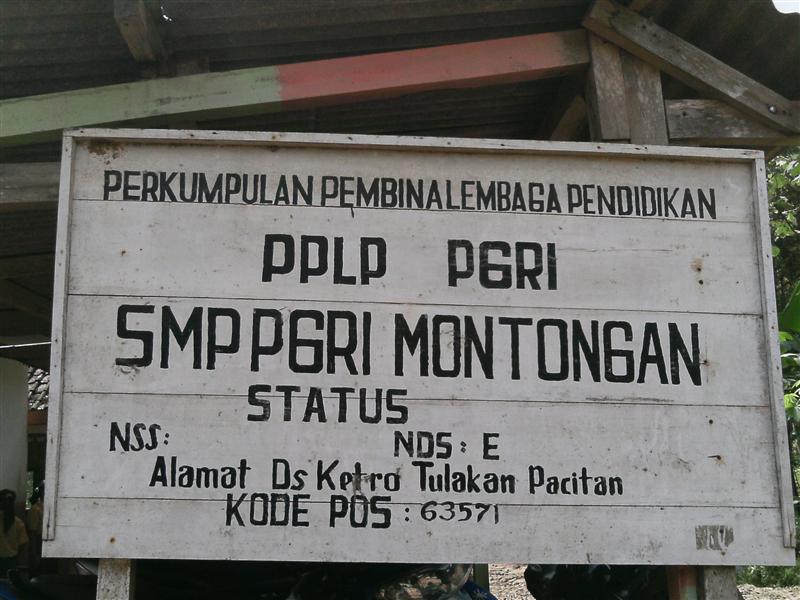 PERKUMPULAN PEMBINA LEMBAGA PENDIDIKAN
PPLP PGRI
SMP PGRI MONTONGAN
STATUS
NSS: NDS: E
Alamat Ds Ketro Tulakan Pacitan
KODE POS : 63571